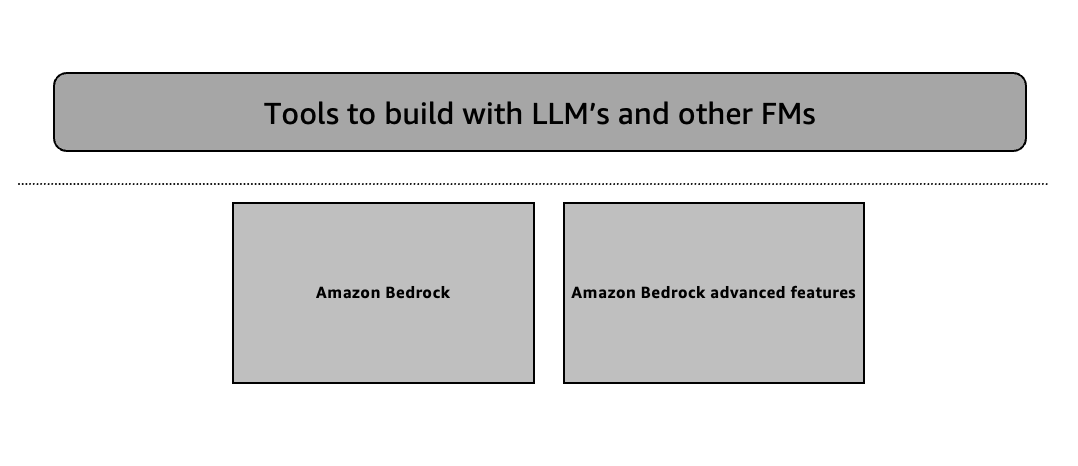 Tools to build with LLM’s and other FMs
Amazon Bedrock
Amazon Bedrock advanced features